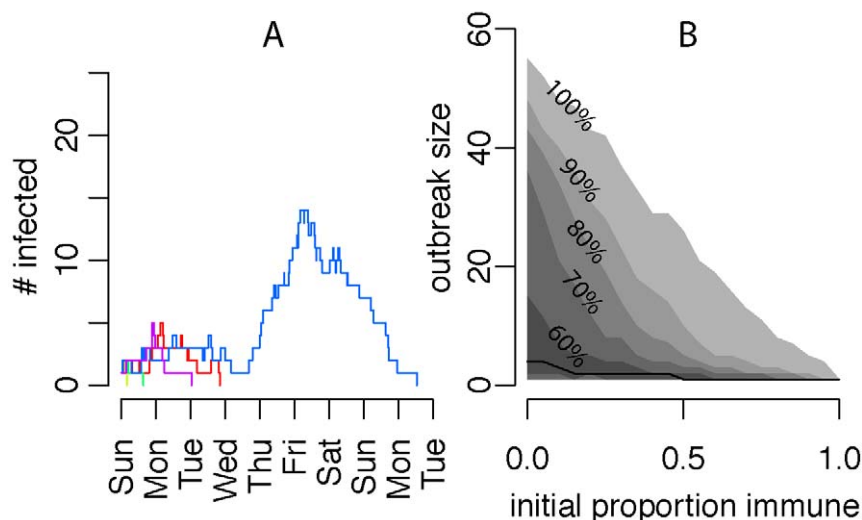 A
# infected
0
10
20
Sun
Mon
Tue
Wed
Thu
Fri
Sat
Sun
Mon
Tue
B
outbreak size
0
20
40
60
100%
90%
80%
70%
60%
0.0
0.5
1.0
initial proportion immune